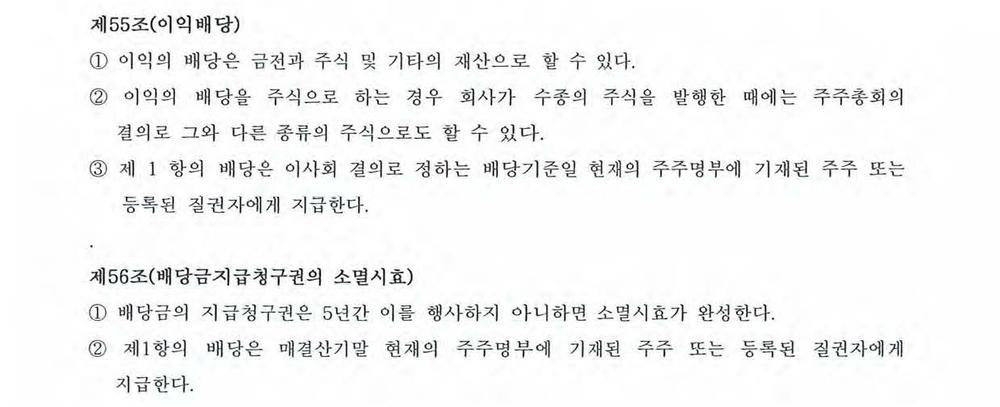 제55조(이익배당)
① 이익의 배당은 금전과 주식 및 기타의 재산으로 할 수 있다.
② 이익의 배당을 주식으로 하는 경우 회사가 수종의 주식을 발행한 때에는 주주총회의
결의로 그와 다른 종류의 주식으로도 할 수 있다.
③ 제 1 항의 배당은 이사회 결의로 정하는 배당기준일 현재의 주주명부에 기재된 주주 또는
등록된 질권자에게 지급한다.
.
제56조(배당금지급청구권의 소멸시효)
① 배당금의 지급청구권은 5년간 이를 행사하지 아니하면 소멸시효가 완성한다.
② 제1항의 배당은 매결산기말 현재의 주주명부에 기재된 주주 또는 등록된 질권자에게
지급한다.